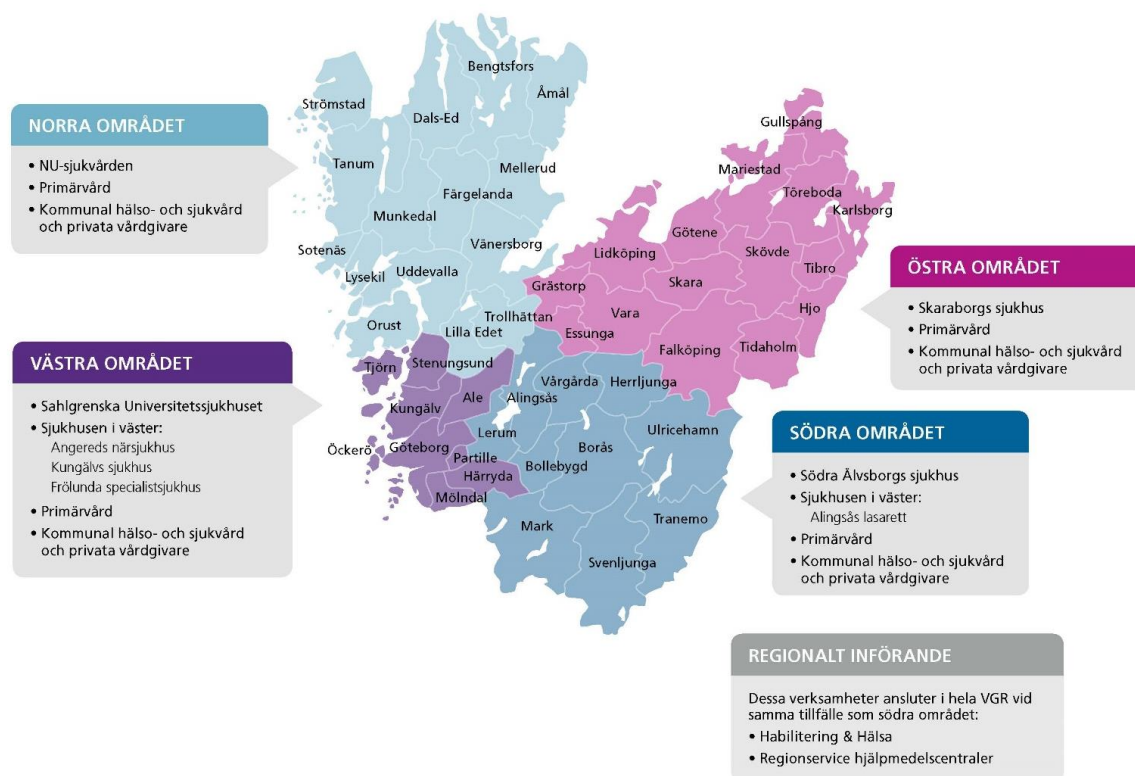 NORRA OMRÅDET
• NU-sjukvården
• Primärvård
• Kommunal hälso- och sjukvård
och privata vårdgivare
VÄSTRA OMRÅDET
• Sahlgrenska Universitetssjukhuset
• Sjukhusen i väster:
Angereds närsjukhus
Kungälvs sjukhus
Frölunda specialistsjukhus
• Primärvård
• Kommunal hälso- och sjukvård
och privata vårdgivare
Bengtsfors
Åmål
Strömstad
Dals-Ed
Gullspång
Tanum
Mellerud
Mariestad
Töreboda
Färgelanda
Karlsborg
Munkedal
Götene
Vänersborg
Sotenäs
Lidköping
Skövde
Lysekil
Uddevalla
Tibro
Skara
Grästorp
Hjo
Orust
Trollhättan
Vara
Lilla Edet
Essunga
Falköping
Tidaholm
Tjörn
Stenungsund
Vårgårda
Herrljunga
Ale
Alingsås
Kungälv
Ulricehamn
Lerum
Öckerö
Göteborg
Borås
Partille
Bollebygd
Härryda
Mölndal
Tranemo
Mark
Svenljunga
ÖSTRA OMRÅDET
• Skaraborgs sjukhus
• Primärvård
• Kommunal hälso- och sjukvård
och privata vårdgivare
SÖDRA OMRÅDET
• Södra Älvsborgs sjukhus
• Sjukhusen i väster:
Alingsås lasarett
• Primärvård
• Kommunal hälso- och sjukvård
och privata vårdgivare
REGIONALT INFÖRANDE
Dessa verksamheter ansluter i hela VGR vid
samma tillfälle som södra området:
• Habilitering & Hälsa
• Regionservice hjälpmedelscentraler